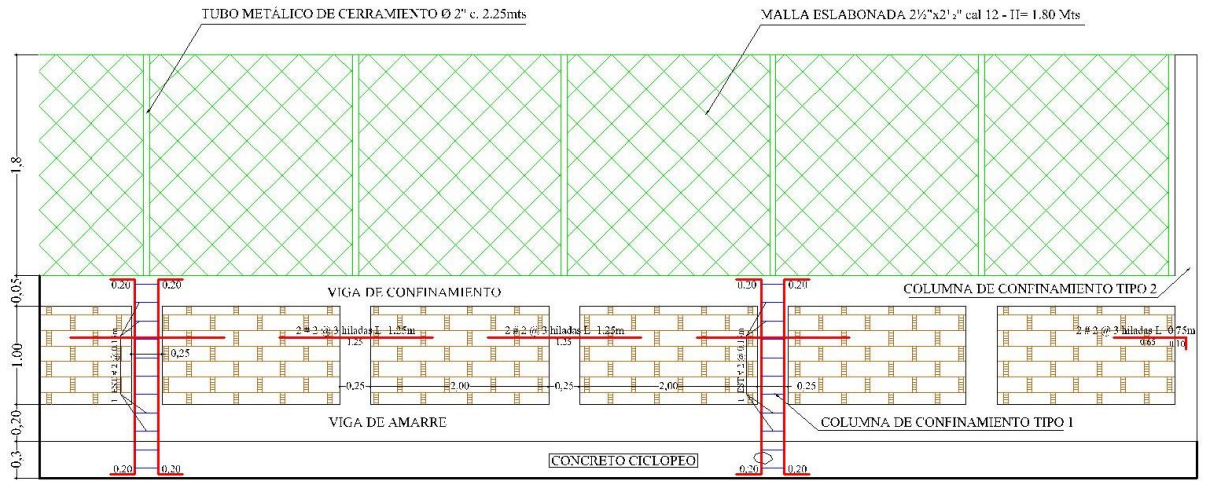 TUBO METÁLICO DE CERRAMIENTO Ø 2" c. 2.25mts
MALLA ESLABONADA 2½"x2½" cal 12 - H= 1.80 Mts
1,8
0,05
1.00
0,20
0,3
0.20
0.20
0.20
0.20
VIGA DE CONFINAMIENTO
COLUMNA DE CONFINAMIENTO TIPO 2
2 # 2 @ 3 hiladas L=1.25m
1.25
2 # 2 @ 3 hiladas L=1.25m
1.25
2 # 2 @ 3 hiladas L=0.75m
0.65
0.10
0,25
0,25
2,00
0,25
2,00
0.25
VIGA DE AMARRE
COLUMNA DE CONFINAMIENTO TIPO 1
0,20
0,20
0,20
0,20
CONCRETO CICLOPEO